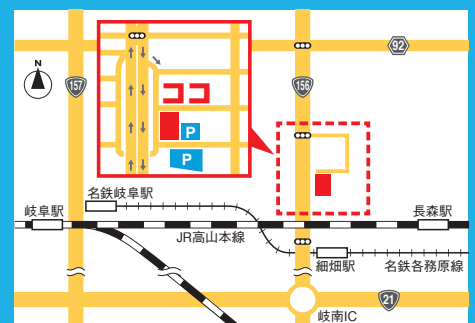 92
N
157
156
ココ
P
P
名鉄岐阜駅
岐阜駅
長森駅
JR高山本線
細畑駅
名鉄各務原線
21
岐南IC